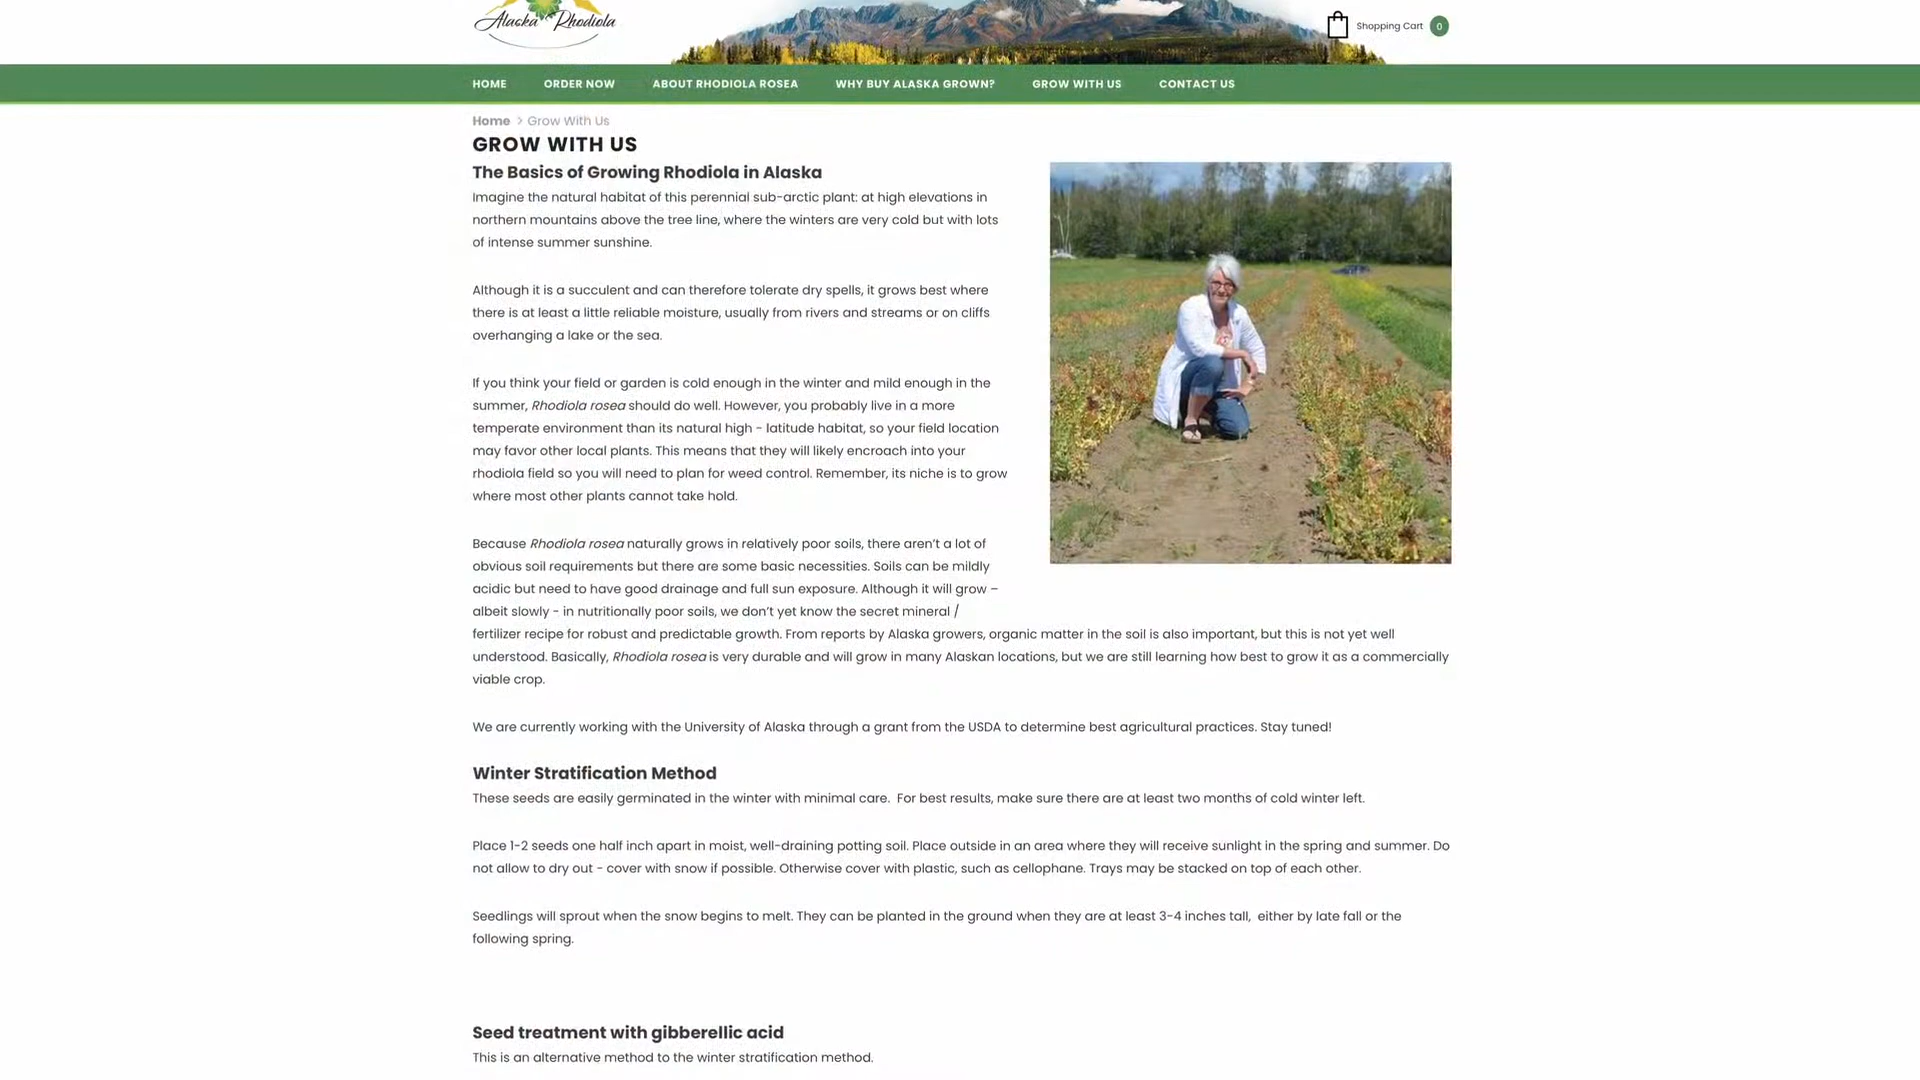 Alaska Rhodiola
Shopping Cart 0
HOME ORDER NOW ABOUT RHODIOLA ROSEA WHY BUY ALASKA GROWN? GROW WITH US CONTACT US
Home > Grow With Us
GROW WITH US
The Basics of Growing Rhodiola in Alaska
Imagine the natural habitat of this perennial sub-arctic plant: at high elevations in
northern mountains above the tree line, where the winters are very cold but with lots
of intense summer sunshine.
Although it is a succulent and can therefore tolerate dry spells, it grows best where
there is at least a little reliable moisture, usually from rivers and streams or on cliffs
overhanging a lake or the sea.
If you think your field or garden is cold enough in the winter and mild enough in the
summer, Rhodiola rosea should do well. However, you probably live in a more
temperate environment than its natural high - latitude habitat, so your field location
may favor other local plants. This means that they will likely encroach into your
rhodiola field so you will need to plan for weed control. Remember, its niche is to grow
where most other plants cannot take hold.
Because Rhodiola rosea naturally grows in relatively poor soils, there aren't a lot of
obvious soil requirements but there are some basic necessities. Soils can be mildly
acidic but need to have good drainage and full sun exposure. Although it will grow –
albeit slowly - in nutritionally poor soils, we don't yet know the secret mineral /
fertilizer recipe for robust and predictable growth. From reports by Alaska growers, organic matter in the soil is also important, but this is not yet well
understood. Basically, Rhodiola rosea is very durable and will grow in many Alaskan locations, but we are still learning how best to grow it as a commercially
viable crop.
We are currently working with the University of Alaska through a grant from the USDA to determine best agricultural practices. Stay tuned!
Winter Stratification Method
These seeds are easily germinated in the winter with minimal care.  For best results, make sure there are at least two months of cold winter left.
Place 1-2 seeds one half inch apart in moist, well-draining potting soil. Place outside in an area where they will receive sunlight in the spring and summer. Do
not allow to dry out - cover with snow if possible. Otherwise cover with plastic, such as cellophane. Trays may be stacked on top of each other.
Seedlings will sprout when the snow begins to melt. They can be planted in the ground when they are at least 3-4 inches tall,  either by late fall or the
following spring.
Seed treatment with gibberellic acid
This is an alternative method to the winter stratification method.